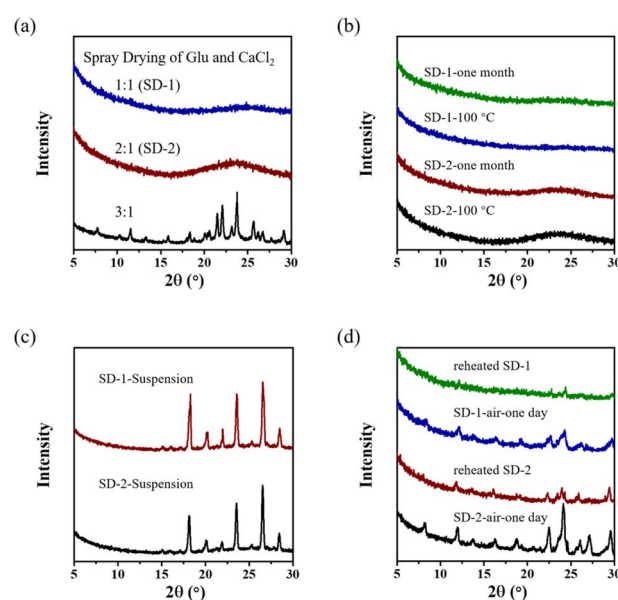 (a)
Spray Drying of Glu and CaCl₂
1:1 (SD-1)
2:1 (SD-2)
3:1
Intensity
5 10 15 20 25 30
2θ (°)
(b)
SD-1-one month
SD-1-100 °C
SD-2-one month
SD-2-100 °C
Intensity
5 10 15 20 25 30
2θ (°)
(c)
SD-1-Suspension
SD-2-Suspension
Intensity
5 10 15 20 25 30
2θ (°)
(d)
reheated SD-1
SD-1-air-one day
reheated SD-2
SD-2-air-one day
Intensity
5 10 15 20 25 30
2θ (°)